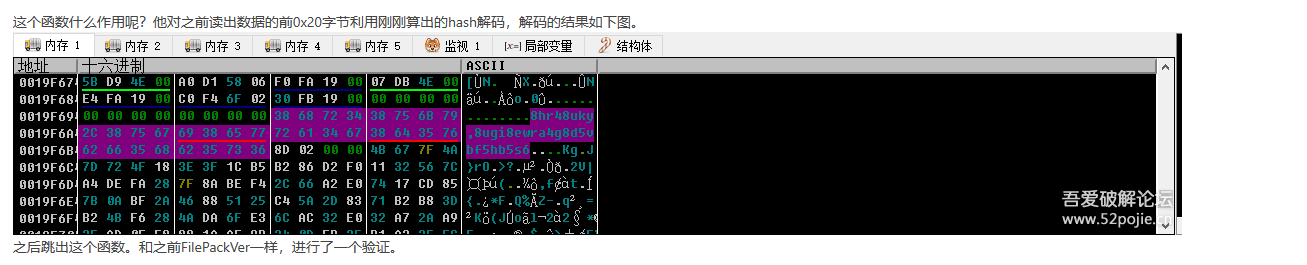 这个函数什么作用呢？他对之前读出数据的前0x20字节利用刚刚算出的hash解码，解码的结果如下图。
内存 1 内存 2 内存 3 内存 4 内存 5 监视 1 [x=] 局部变量 结构体
地址 十六进制 ASCII
0019F67 5B D9 4E 00 A0 D1 58 06 F0 FA 19 00 07 DB 4E 00 [ÙN. ÑX.ðú...ÛN
0019F68 E4 FA 19 00 C0 F4 6F 02 30 FB 19 00 00 00 00 00 äú..Àôo.0û......
0019F69 00 00 00 00 00 00 00 00 38 68 72 34 38 75 6B 79 ........8hr48uky
0019F6A 2C 38 75 67 69 38 65 77 72 61 34 67 38 64 35 76 ,8ugi8ewra4g8d5v
0019F6B 62 66 35 68 62 35 73 36 8D 02 00 00 4B 67 7F 4A bf5hb5s6....Kg.J
0019F6C 7D 72 4F 18 3E 3F 1C B5 B2 86 D2 F0 11 32 56 7C }rO.>?.µ².Òð.2V|
0019F6D A4 DE FA 28 7F 8A BE F4 2C 66 A2 E0 74 17 CD 85 ¤Þú(..¾ô,f¢àt.Í
0019F6E 7B 0A BF 2A 46 88 51 25 C4 5A 2D 83 71 B2 B8 3D {.¿*F.Q%ÄZ-.q²¸=
0019F6F B2 4B F6 28 4A DA 6F E3 6C AC 32 E0 32 A7 2A A9 ²Kö(JÚoãl¬2à2§*©
吾爱破解论坛
www.52pojie.cn
之后跳出这个函数。和之前FilePackVer一样，进行了一个验证。